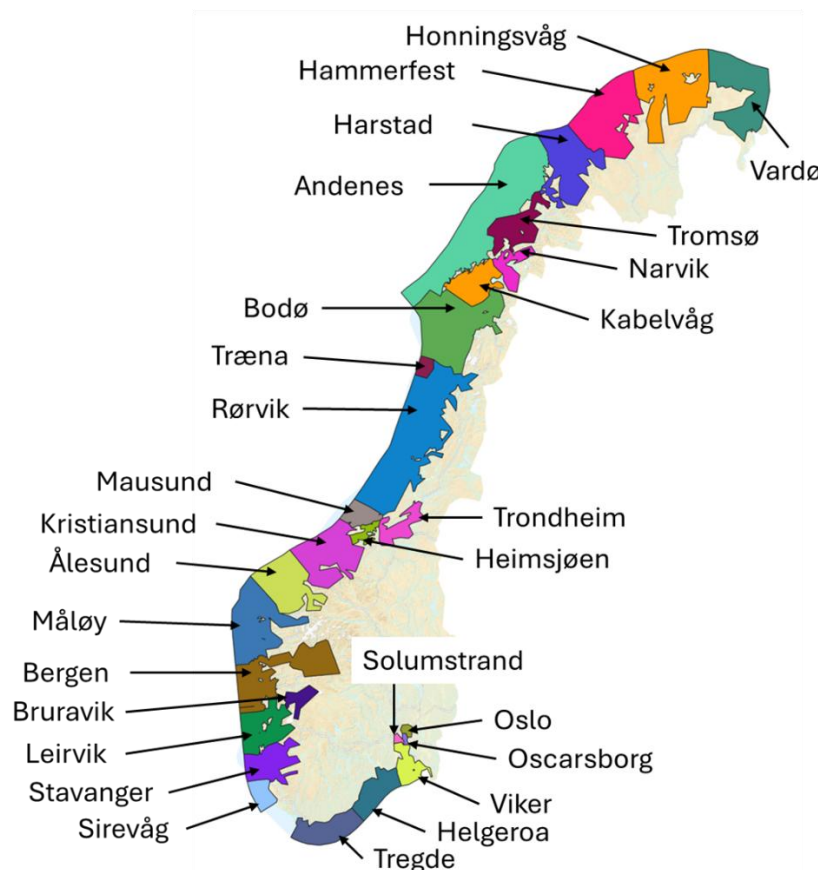 Honningsvåg
Hammerfest
Harstad
Vardø
Andenes
Tromsø
Narvik
Bodø
Kabelvåg
Træna
Rørvik
Mausund
Kristiansund
Trondheim
Ålesund
Heimsjøen
Måløy
Solumstrand
Bergen
Bruravik
Oslo
Leirvik
Oscarsborg
Stavanger
Viker
Sirevåg
Helgeroa
Tregde